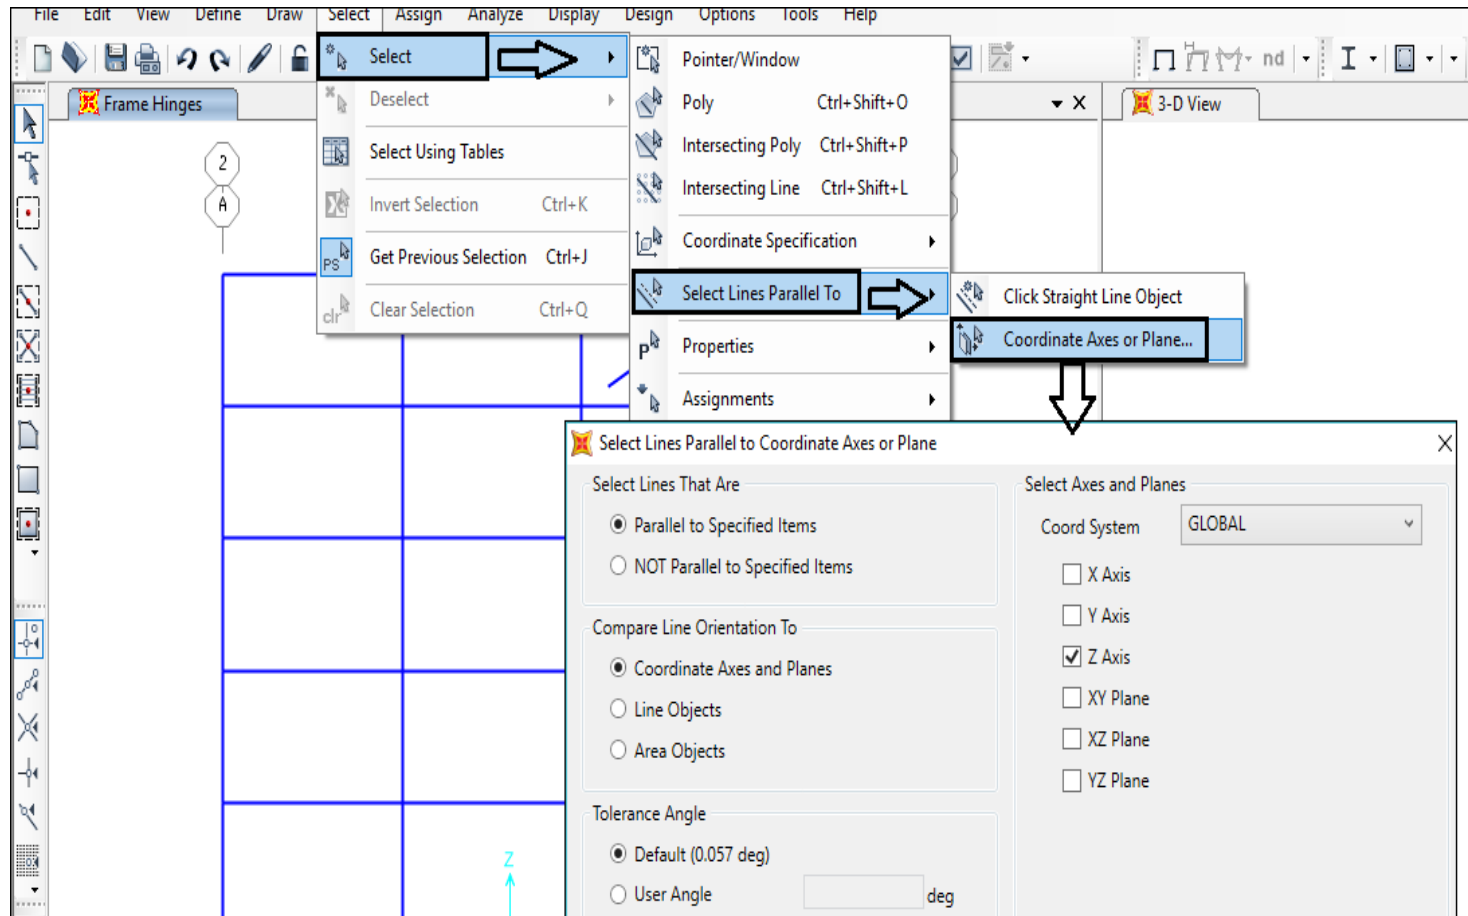 File Edit View Define Draw Select Assign Analyze Display Design Options Tools Help
nd
Frame Hinges
3-D View
X
2
A
Select
Deselect
Select Using Tables
Invert Selection Ctrl+K
PS Get Previous Selection Ctrl+J
clr Clear Selection Ctrl+Q
Pointer/Window
Poly Ctrl+Shift+O
Intersecting Poly Ctrl+Shift+P
Intersecting Line Ctrl+Shift+L
Coordinate Specification
Select Lines Parallel To
P Properties
Assignments
Click Straight Line Object
Coordinate Axes or Plane...
Select Lines Parallel to Coordinate Axes or Plane
Select Lines That Are
Parallel to Specified Items
NOT Parallel to Specified Items
Compare Line Orientation To
Coordinate Axes and Planes
Line Objects
Area Objects
Tolerance Angle
Default (0.057 deg)
User Angle deg
Select Axes and Planes
Coord System GLOBAL
X Axis
Y Axis
Z Axis
XY Plane
XZ Plane
YZ Plane
Z